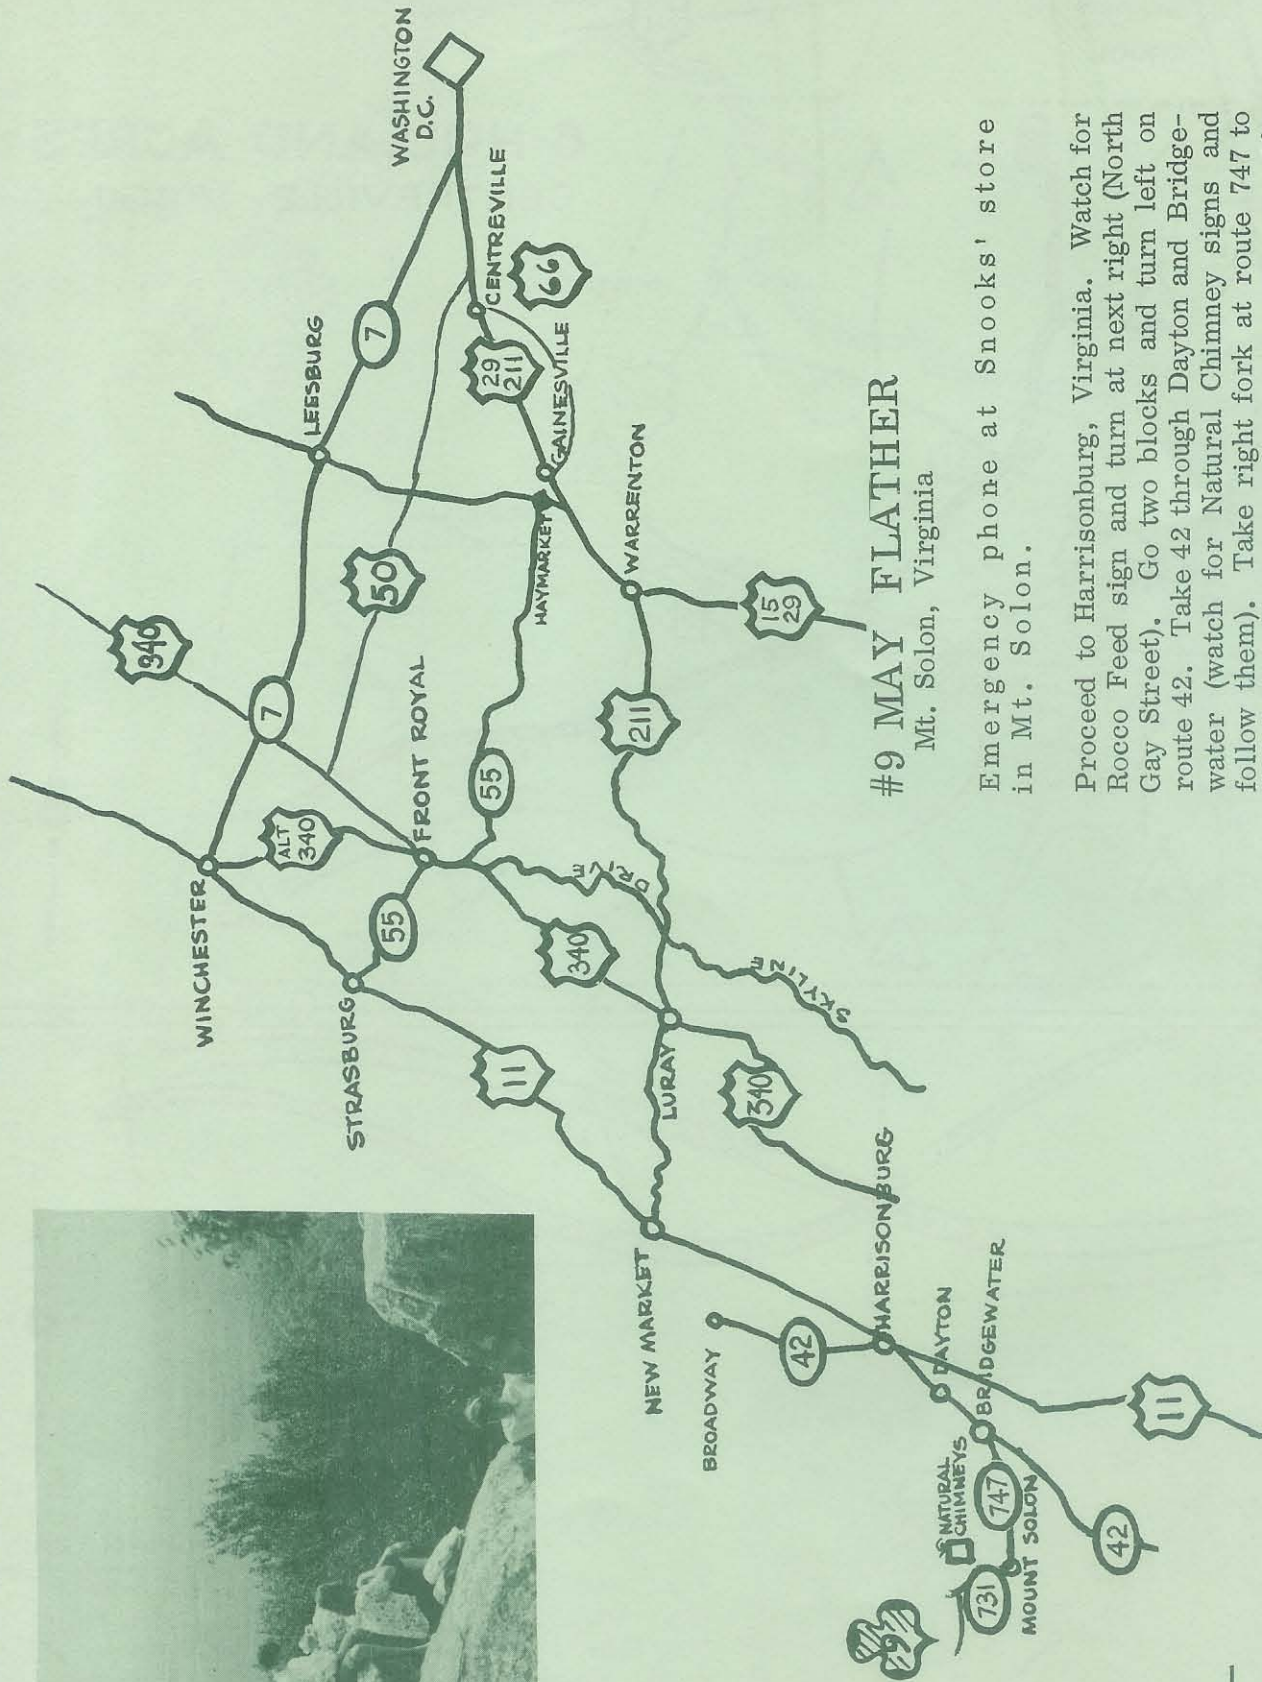 WASHINGTON
D.C.
LEESBURG
7
CENTREVILLE
66
29
211
GAINESVILLE
50
HAYMARKET
WARRENTON
15
29
340
7
FRONT ROYAL
55
211
WINCHESTER
ALT
340
STRASBURG
55
340
DRIVE
SKYLINE
11
LURAY
340
NEW MARKET
BROADWAY
42
HARRISONBURG
DAYTON
BRIDGEWATER
11
NATURAL
CHIMNEYS
747
731
MOUNT SOLON
42
9
#9 MAY FLATHER
Mt. Solon, Virginia
Emergency phone at Snooks' store
in Mt. Solon.
Proceed to Harrisonburg, Virginia. Watch for
Rocco Feed sign and turn at next right (North
Gay Street). Go two blocks and turn left on
route 42. Take 42 through Dayton and Bridge-
water (watch for Natural Chimney signs and
follow them). Take right fork at route 747 to